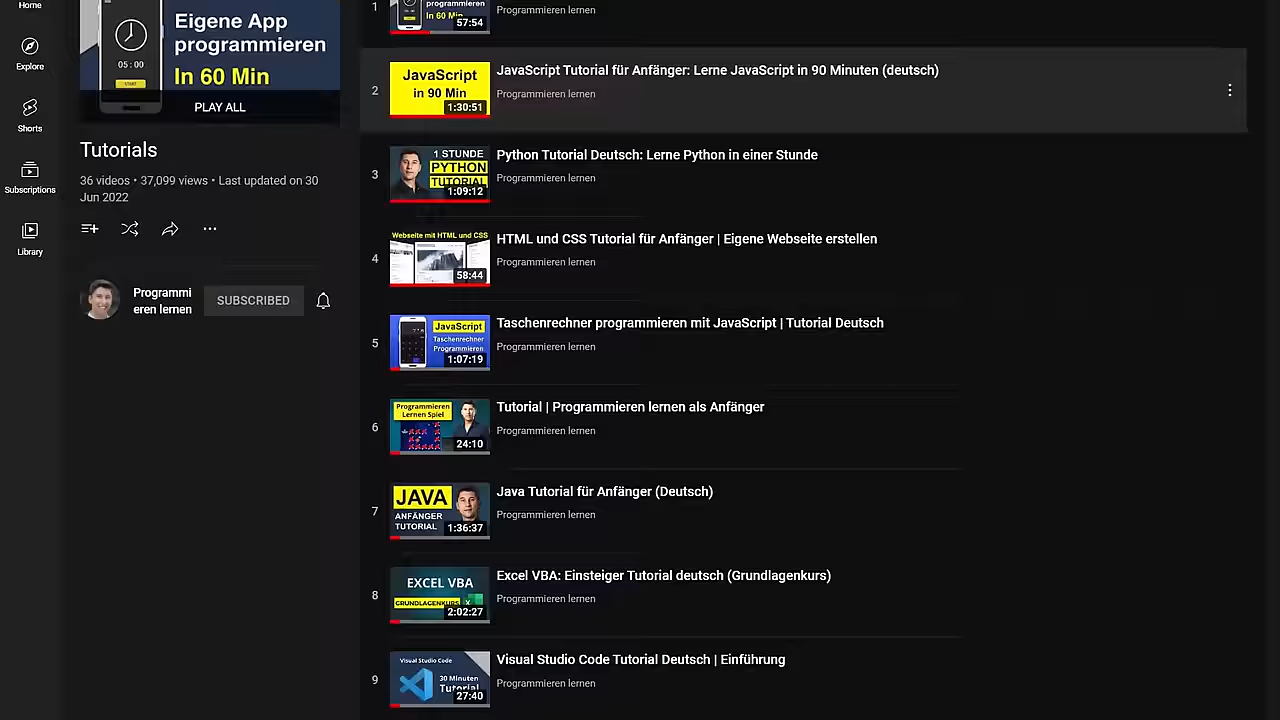 Home
Explore
Shorts
Subscriptions
Library
Eigene App
programmieren
In 60 Min
05:00
START
PLAY ALL
Tutorials
36 videos • 37,099 views • Last updated on 30
Jun 2022
Programmi
eren lernen
SUBSCRIBED
1
In 60 Min
57:54
Programmieren lernen
2
JavaScript
in 90 Min
1:30:51
JavaScript Tutorial für Anfänger: Lerne JavaScript in 90 Minuten (deutsch)
Programmieren lernen
3
1 STUNDE
PYTHON
TUTORIAL
1:09:12
Python Tutorial Deutsch: Lerne Python in einer Stunde
Programmieren lernen
4
Webseite mit HTML und CSS
58:44
HTML und CSS Tutorial für Anfänger | Eigene Webseite erstellen
Programmieren lernen
5
JavaScript
Taschenrechner
Programmieren
1:07:19
Taschenrechner programmieren mit JavaScript | Tutorial Deutsch
Programmieren lernen
6
Programmieren
Lernen Spiel
24:10
Tutorial | Programmieren lernen als Anfänger
Programmieren lernen
7
JAVA
ANFÄNGER
TUTORIAL
1:36:37
Java Tutorial für Anfänger (Deutsch)
Programmieren lernen
8
EXCEL VBA
GRUNDLAGENKURS
2:02:27
Excel VBA: Einsteiger Tutorial deutsch (Grundlagenkurs)
Programmieren lernen
9
Visual Studio Code
30 Minuten
Tutorial
27:40
Visual Studio Code Tutorial Deutsch | Einführung
Programmieren lernen